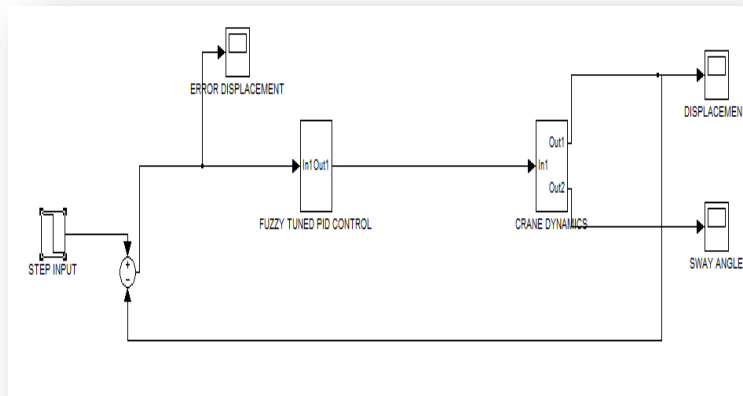 ERROR DISPLACEMENT
DISPLACEMEN
Out1
In1 Out1
In1
Out2
FUZZY TUNED PID CONTROL
CRANE DYNAMICS
+
−
STEP INPUT
SWAY ANGLE